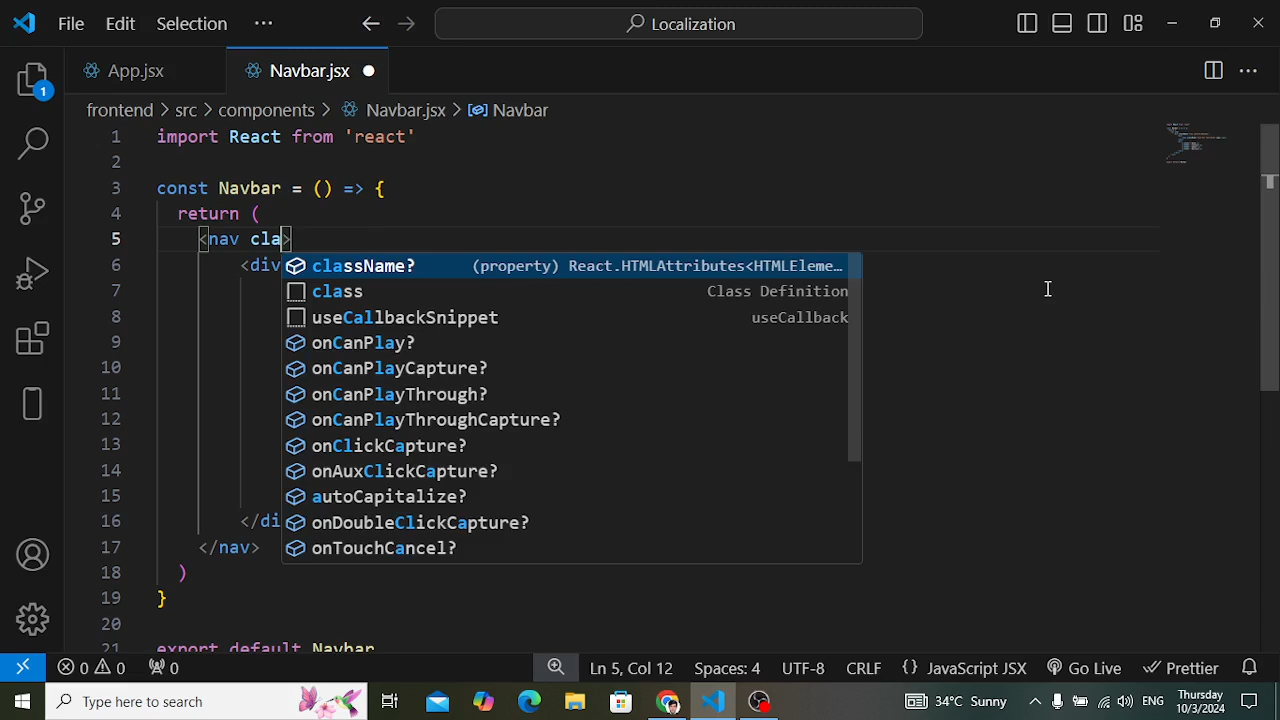 File Edit Selection ··· Localization
App.jsx Navbar.jsx
frontend > src > components > Navbar.jsx > Navbar
1 import React from 'react'
2
3 const Navbar = () => {
4 return (
5 <nav cla>
6 <div
7
8
9
10
11
12
13
14
15
16 </di
17 </nav>
18 )
19 }
20
21 export default Navbar
className? (property) React.HTMLAttributes<HTMLEleme…
class Class Definition
useCallbackSnippet useCallback
onCanPlay?
onCanPlayCapture?
onCanPlayThrough?
onCanPlayThroughCapture?
onClickCapture?
onAuxClickCapture?
autoCapitalize?
onDoubleClickCapture?
onTouchCancel?
1
0 0 0 Ln 5, Col 12 Spaces: 4 UTF-8 CRLF {} JavaScript JSX Go Live Prettier
Type here to search 34°C Sunny ENG Thursday
10/3/2024